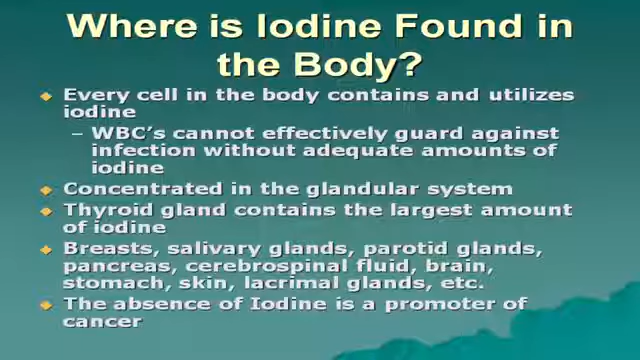 Where is Iodine Found in
the Body?
Every cell in the body contains and utilizes
iodine
– WBC's cannot effectively guard against
infection without adequate amounts of
iodine
Concentrated in the glandular system
Thyroid gland contains the largest amount
of iodine
Breasts, salivary glands, parotid glands,
pancreas, cerebrospinal fluid, brain,
stomach, skin, lacrimal glands, etc.
The absence of Iodine is a promoter of
cancer